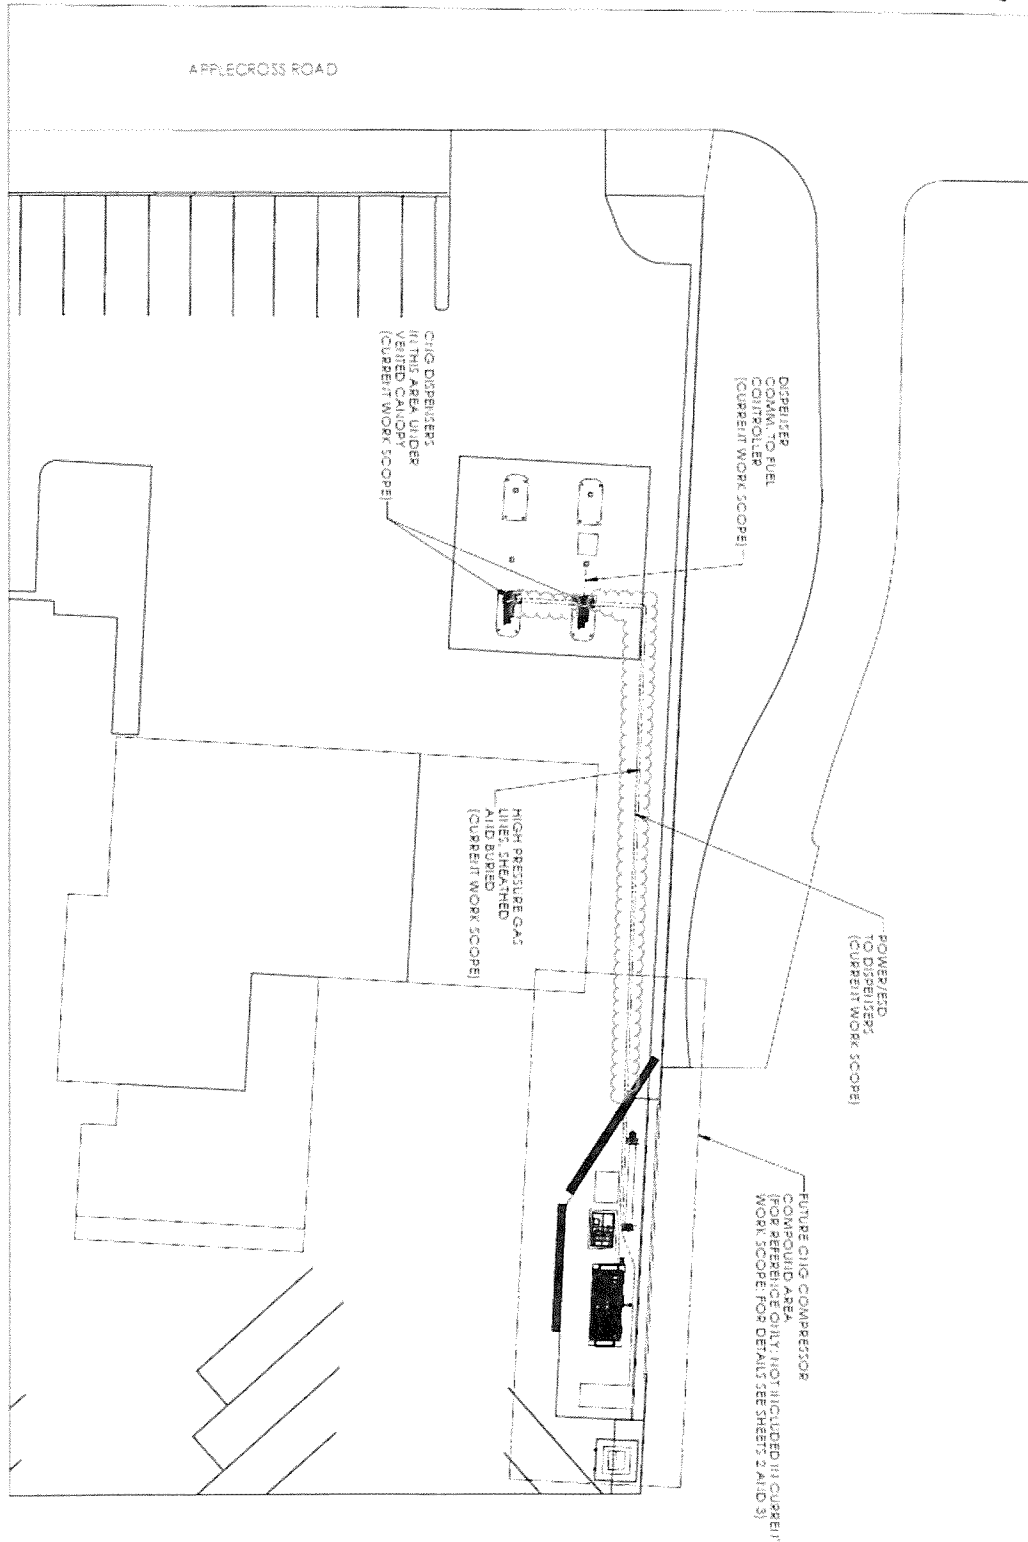 APPLECROSS ROAD
CNG DISPENSERS
IN THIS AREA UNDER
VENTED CANOPY
(CURRENT WORK SCOPE)
DISPENSER
COMM. TO FUEL
CONTROLLER
(CURRENT WORK SCOPE)
HIGH PRESSURE GAS
LINES, SHEATHED
AND BURIED
(CURRENT WORK SCOPE)
POWER/ESD
TO DISPENSERS
(CURRENT WORK SCOPE)
FUTURE CNG COMPRESSOR
COMPOUND AREA
(FOR REFERENCE ONLY; NOT INCLUDED IN CURRENT
WORK SCOPE; FOR DETAILS SEE SHEETS 2 AND 3)